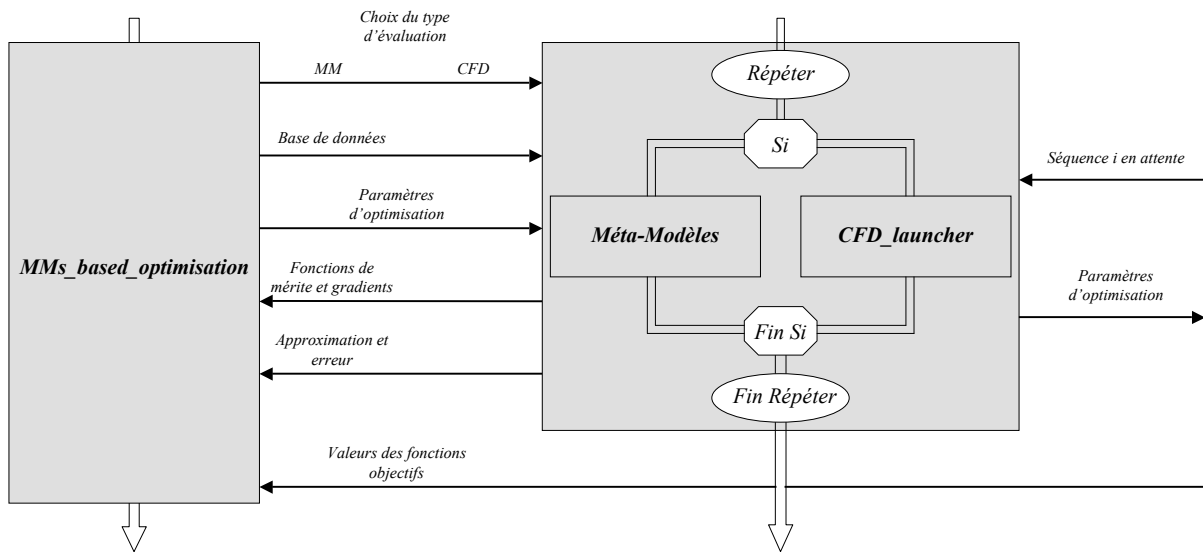 Choix du type
d'évaluation
MM
CFD
Base de données
Paramètres
d'optimisation
MMs_based_optimisation
Fonctions de
mérite et gradients
Approximation et
erreur
Valeurs des fonctions
objectifs
Répéter
Si
Méta-Modèles
CFD_launcher
Fin Si
Fin Répéter
Séquence i en attente
Paramètres
d'optimisation